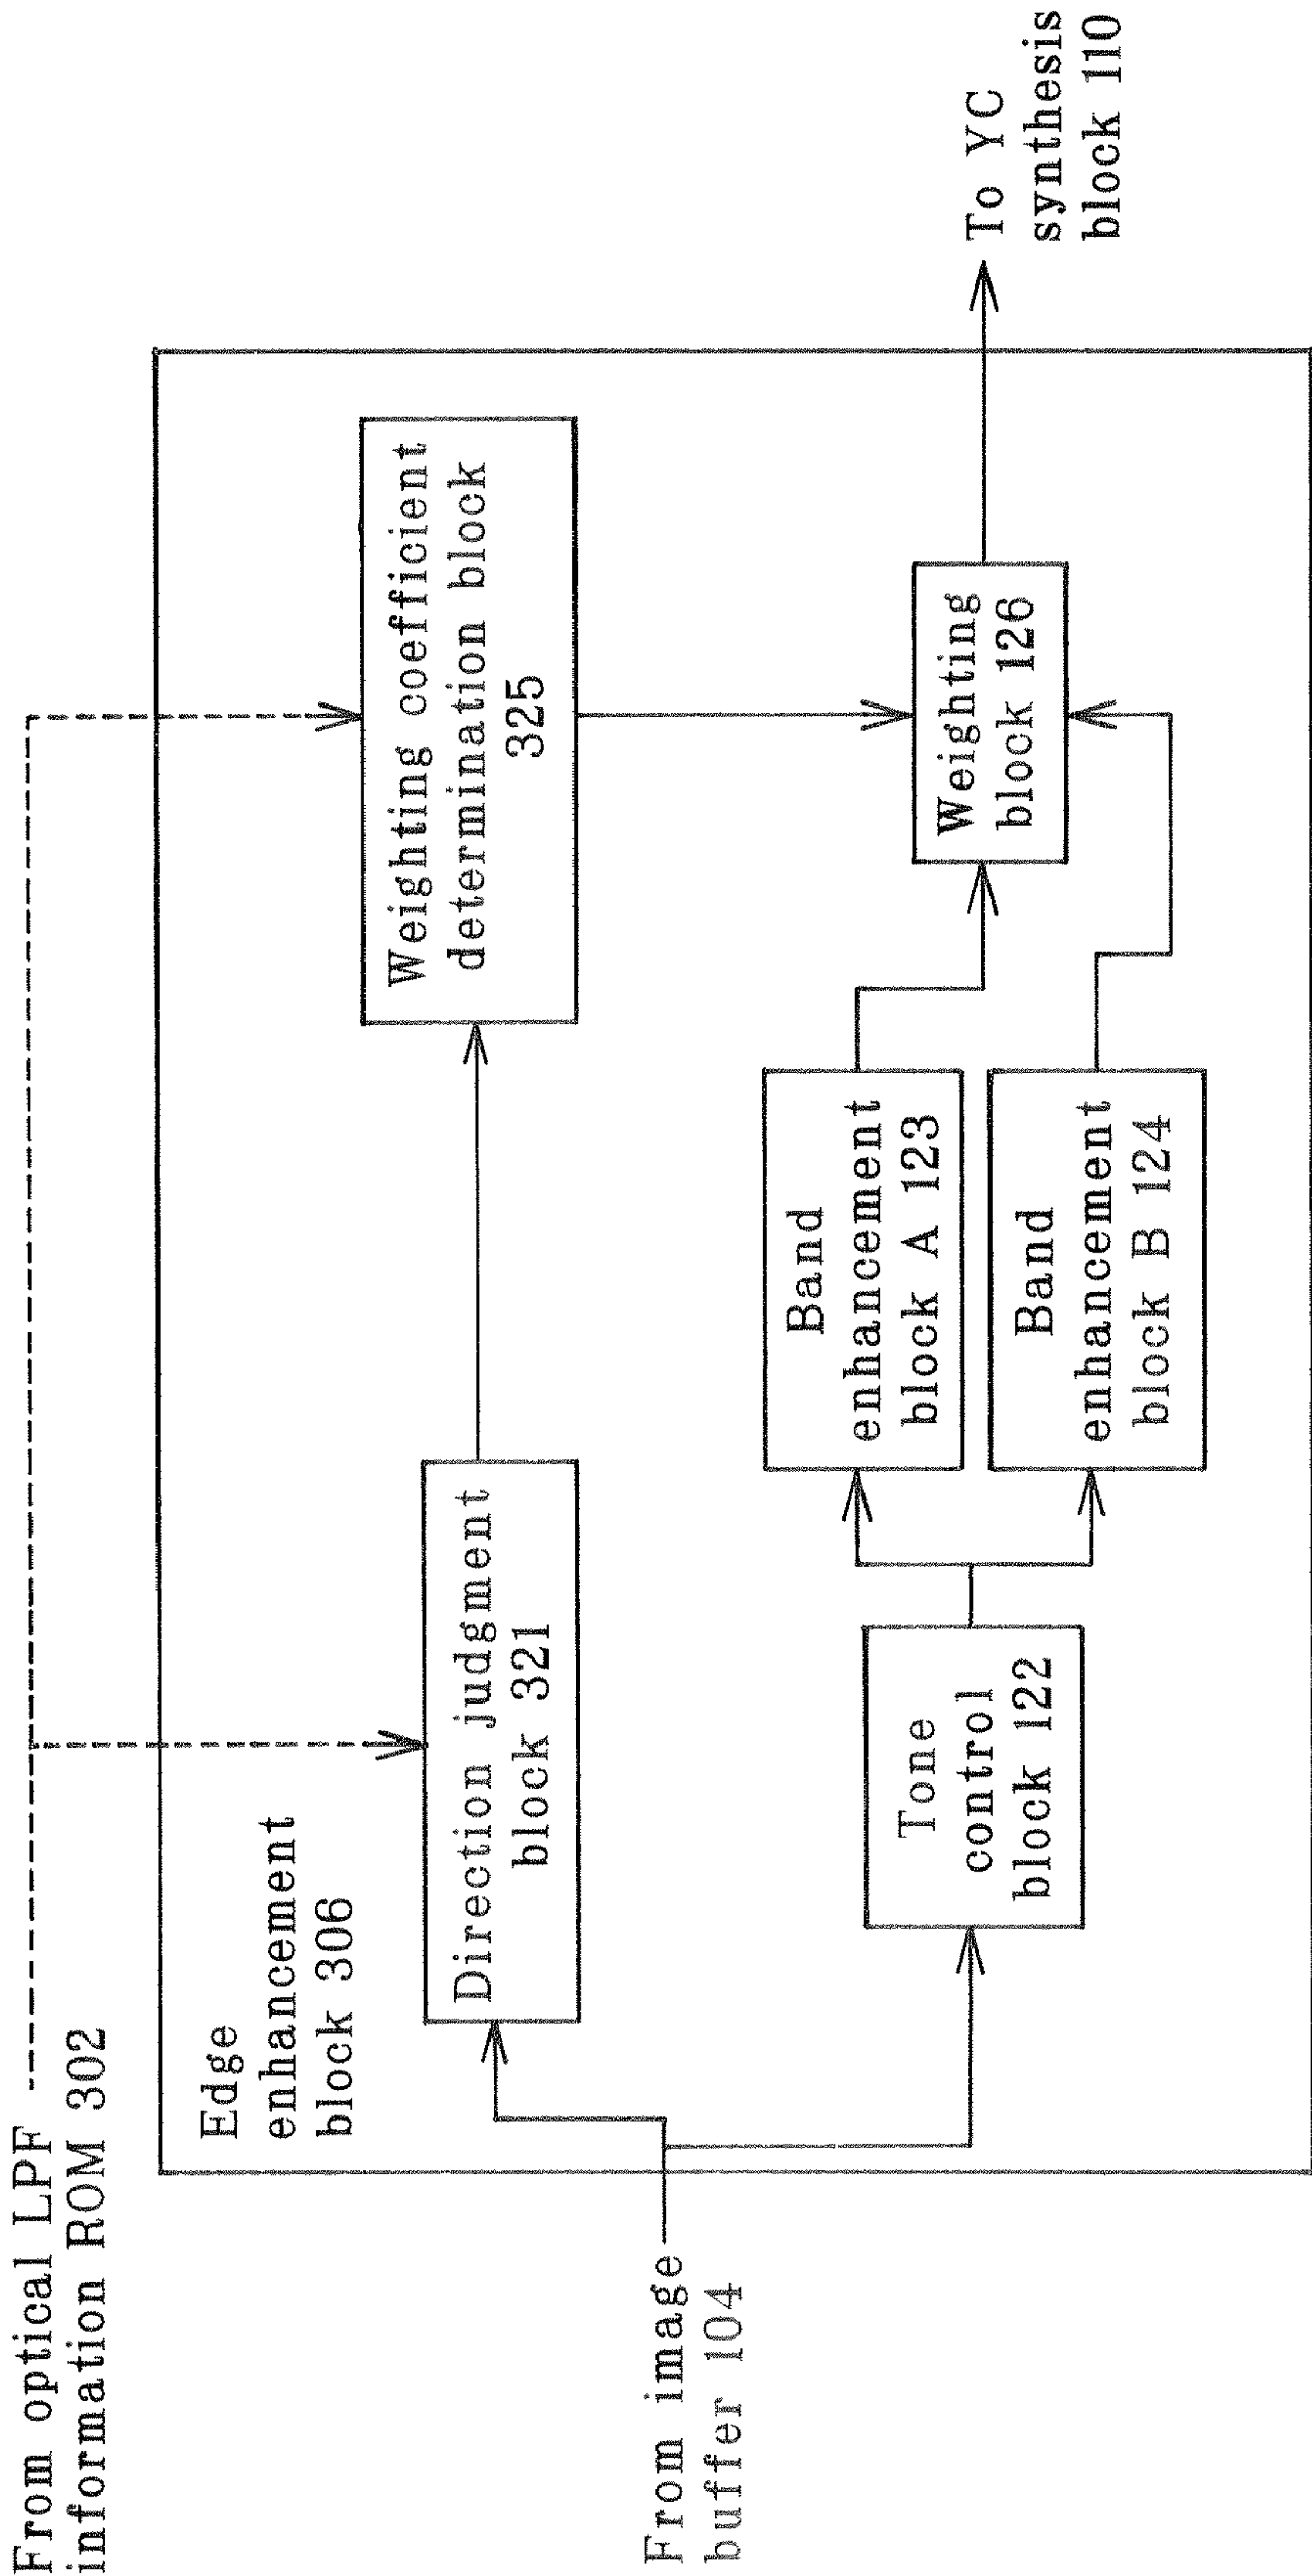 From optical LPF
information ROM 302
Edge
enhancement
block 306
Direction judgment
block 321
Weighting coefficient
determination block
325
From image
buffer 104
Tone
control
block 122
Band
enhancement
block A 123
Band
enhancement
block B 124
Weighting
block 126
To YC
synthesis
block 110